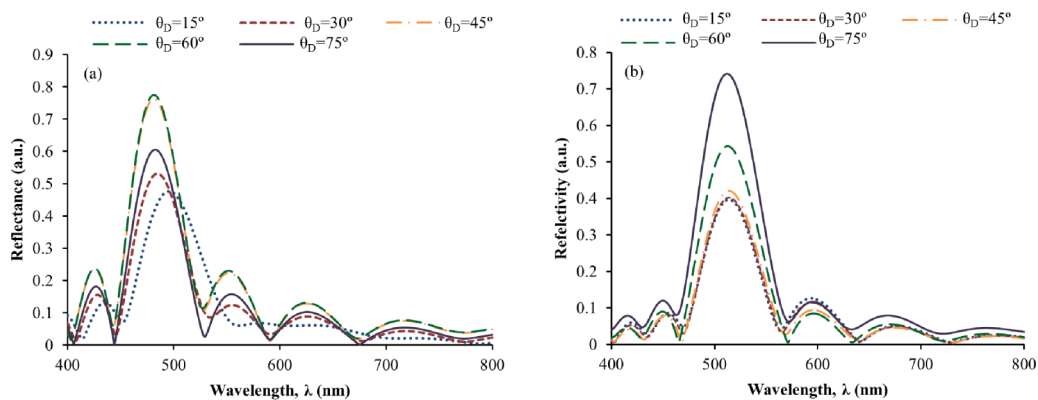 θD=15º θD=30º θD=45º
θD=60º θD=75º
0.9
0.8
0.7
0.6
0.5
0.4
0.3
0.2
0.1
0
(a)
Reflectance (a.u.)
400 500 600 700 800
Wavelength, λ (nm)
θD=15º θD=30º θD=45º
θD=60º θD=75º
0.8
0.7
0.6
0.5
0.4
0.3
0.2
0.1
0
(b)
Refelctivity (a.u.)
400 500 600 700 800
Wavelength, λ (nm)